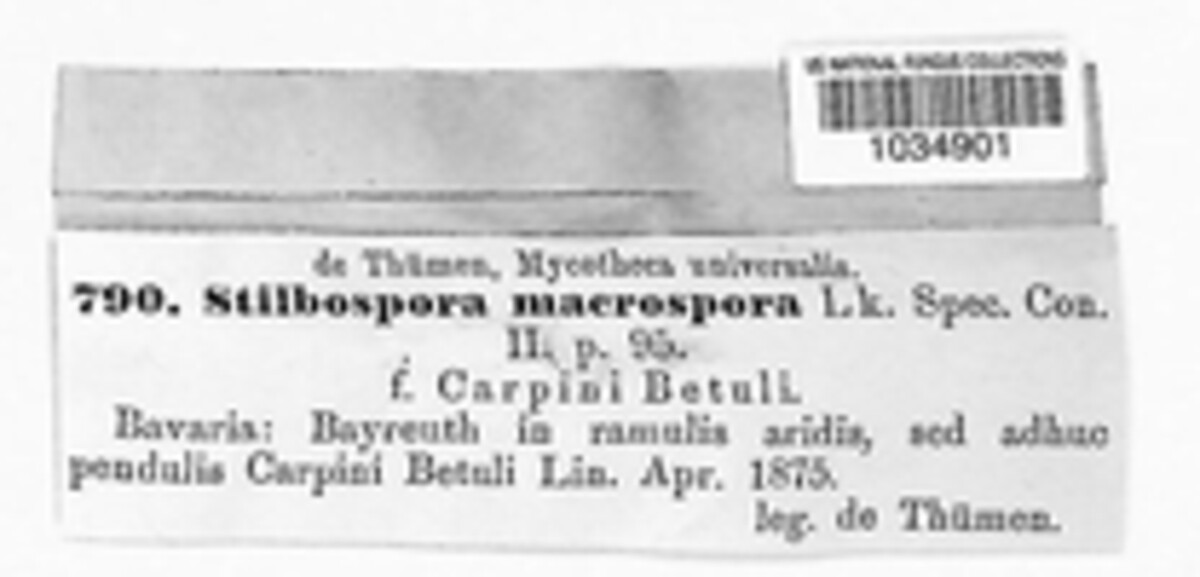 US NATIONAL FUNGUS COLLECTIONS
1034901
de Thümen, Mycotheca universalis.
790. Stilbospora macrospora Lk. Spec. Con.
II. p. 95.
f. Carpini Betuli.
Bavaria: Bayreuth in ramulis aridis, sed adhuc
pendulis Carpini Betuli Lin. Apr. 1875.
leg. de Thümen.